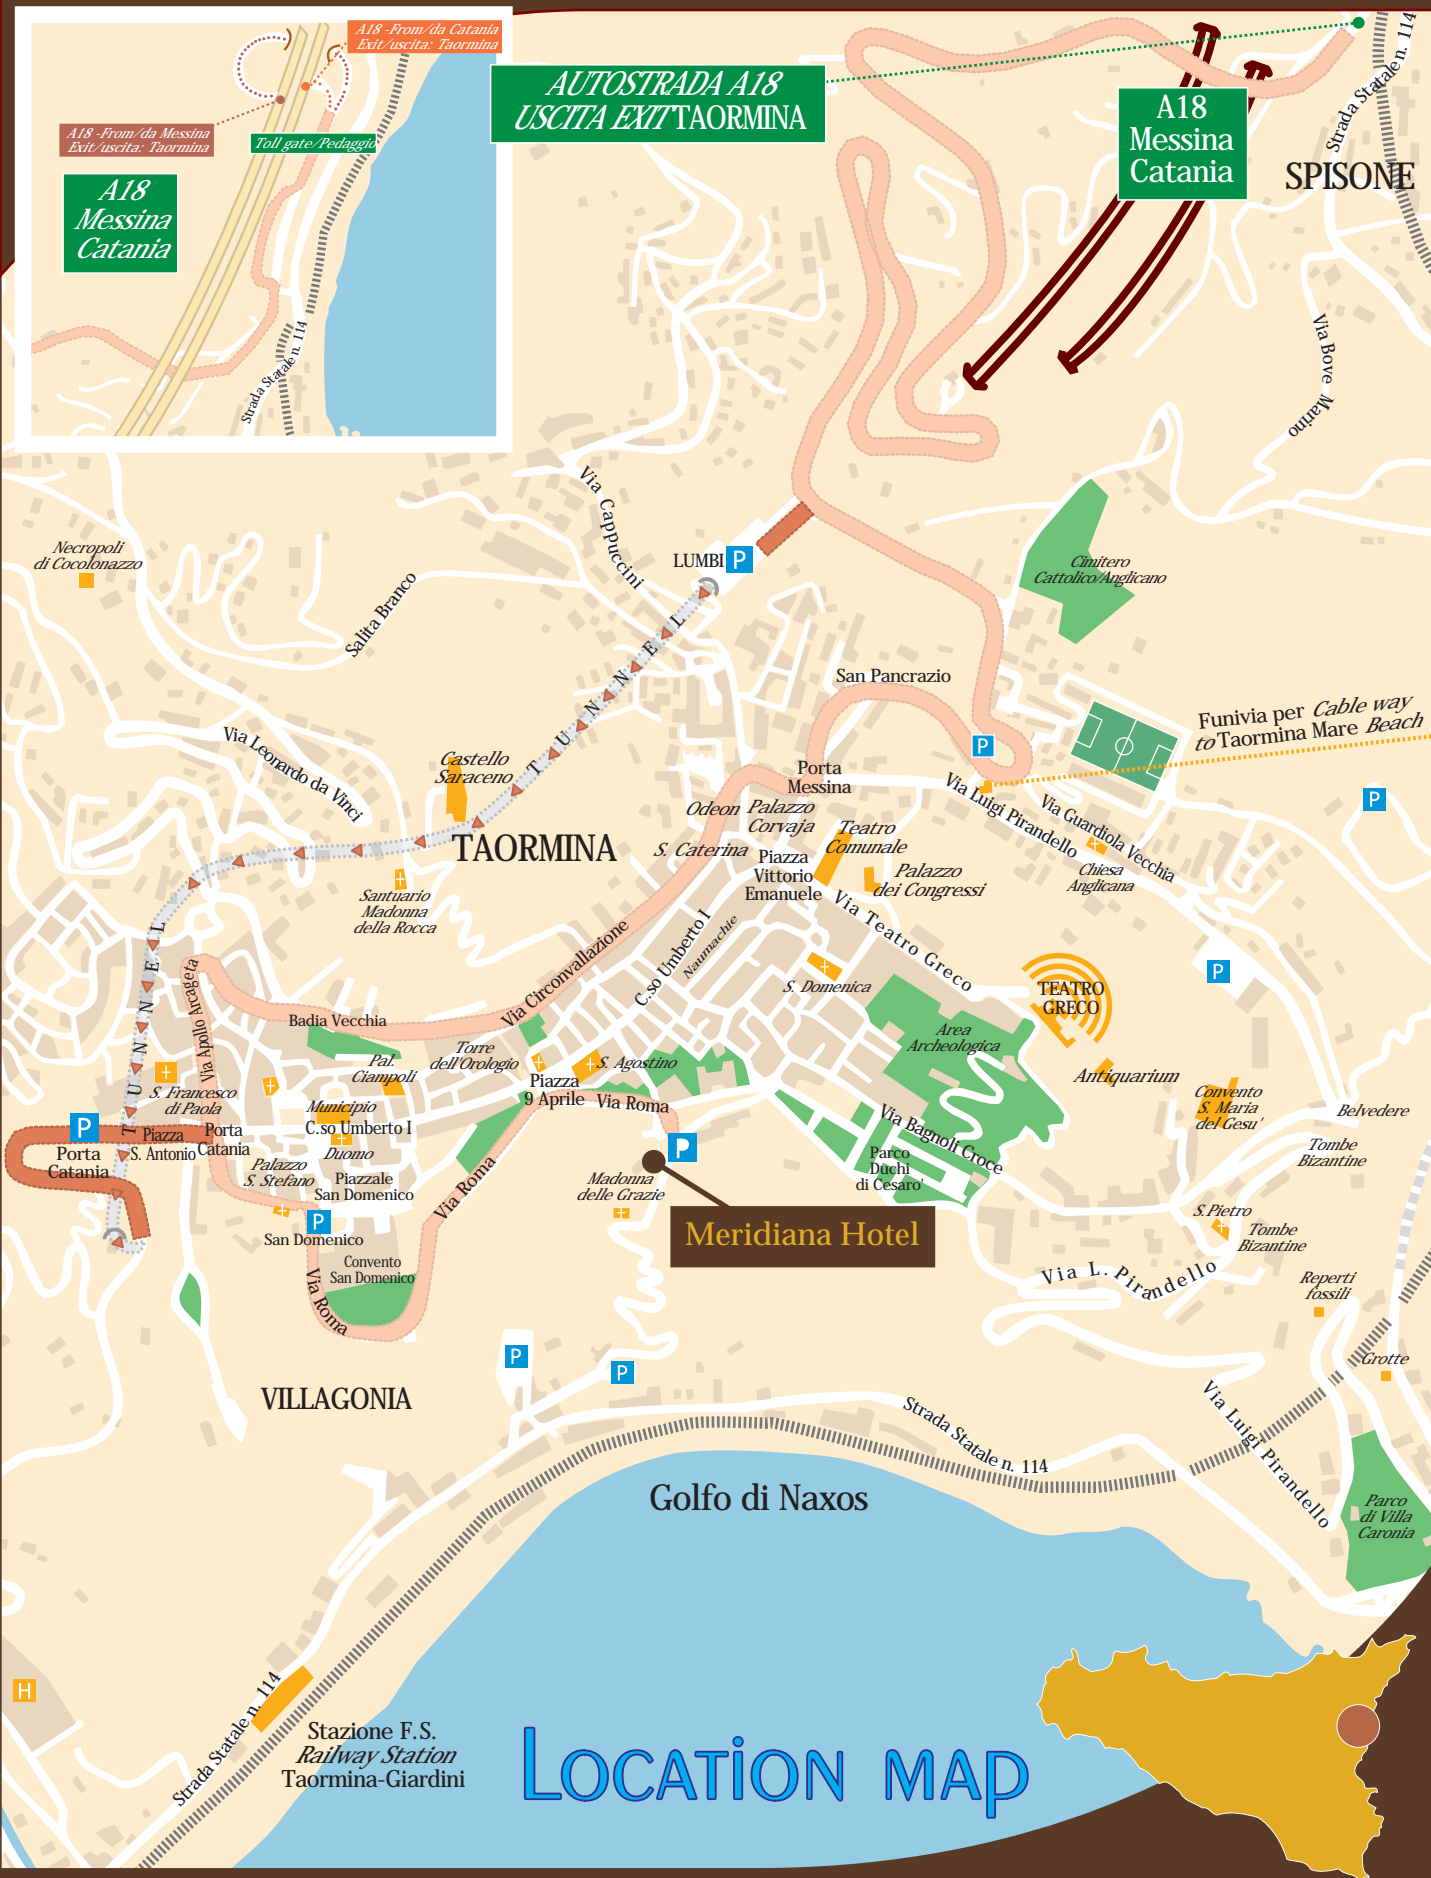 A18 -From/da Catania
Exit/uscita: Taormina
A18 -From/da Messina
Exit/uscita: Taormina
Toll gate/Pedaggio
A18
Messina
Catania
Strada Statale n. 114
AUTOSTRADA A18
USCITA EXIT TAORMINA
A18
Messina
Catania
Strada Statale n. 114
SPISONE
Via Bove Marino
Via Cappuccini
Necropoli
di Cocolonazzo
LUMBI
P
Cimitero
Cattolico/Anglicano
Salita Branco
TUNNEL
San Pancrazio
Funivia per Cable way
to Taormina Mare Beach
P
Via Leonardo da Vinci
Castello
Saraceno
Porta
Messina
P
Via Luigi Pirandello
Via Guardiola Vecchia
Odeon
Palazzo
Corvaja
Teatro
Comunale
TAORMINA
S. Caterina
Piazza
Vittorio
Emanuele
Palazzo
dei Congressi
Chiesa
Anglicana
Santuario
Madonna
della Rocca
Via Teatro Greco
C.so Umberto I
Naumachie
Via Circonvallazione
S. Domenica
P
TEATRO
GRECO
TUNNEL
Via Apollo Arcageta
Badia Vecchia
Area
Archeologica
Torre
dell'Orologio
Pal.
Ciampoli
S. Agostino
Antiquarium
S. Francesco
di Paola
Piazza
9 Aprile
Via Roma
Convento
S. Maria
del Gesu'
Belvedere
Municipio
C.so Umberto I
Duomo
P
Porta
Catania
Piazza
S. Antonio
Porta
Catania
Via Bagnoli Croce
P
Parco
Duchi
di Cesaro'
Tombe
Bizantine
Palazzo
S. Stefano
Piazzale
San Domenico
Via Roma
Madonna
delle Grazie
P
San Domenico
Meridiana Hotel
S.Pietro
Tombe
Bizantine
Convento
San Domenico
Via Roma
Via L. Pirandello
Reperti
fossili
P
P
Grotte
VILLAGONIA
Strada Statale n. 114
Via Luigi Pirandello
Golfo di Naxos
Parco
di Villa
Caronia
H
Strada Statale n. 114
Stazione F.S.
Railway Station
Taormina-Giardini
LOCATiON MAP